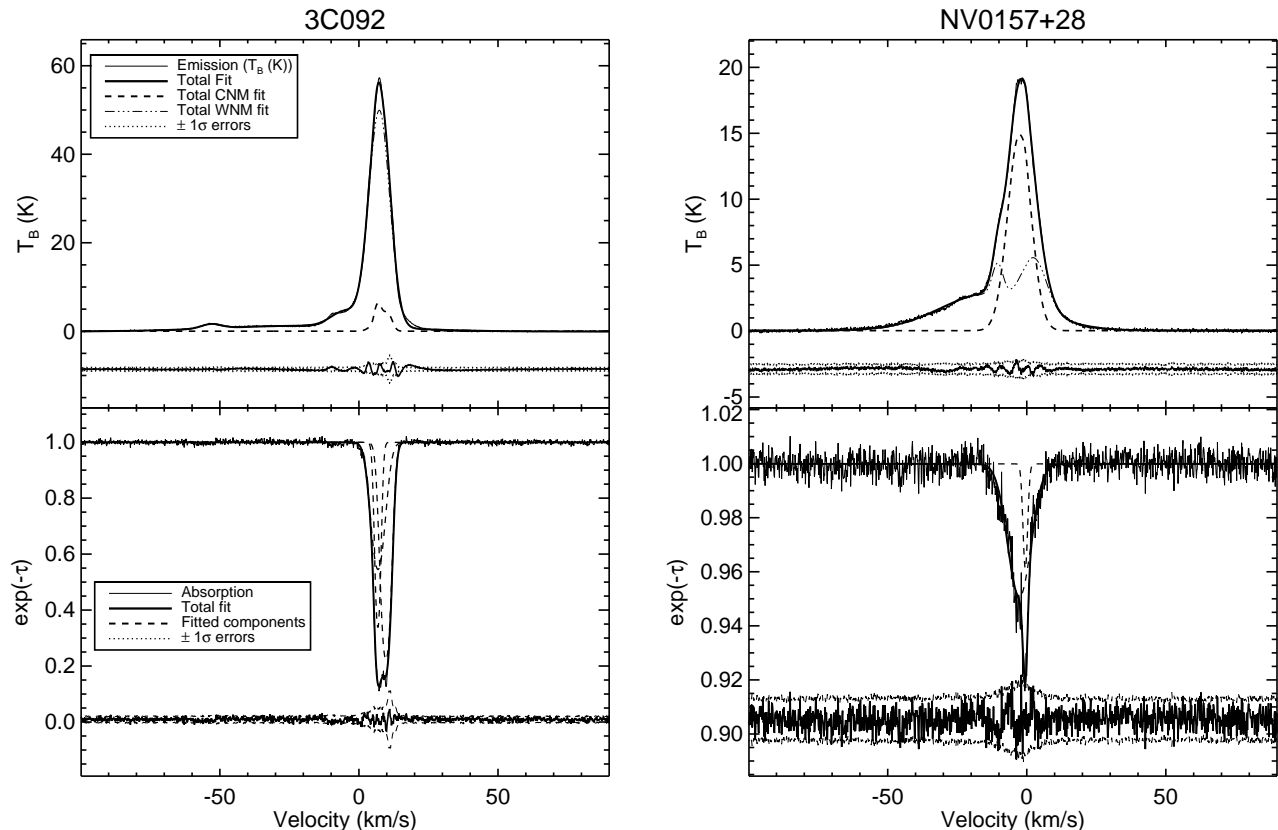 3C092
60
40
20
0
T_B (K)
Emission (T_B (K))
Total Fit
Total CNM fit
Total WNM fit
± 1σ errors
1.0
0.8
0.6
0.4
0.2
0.0
exp(-τ)
Absorption
Total fit
Fitted components
± 1σ errors
-50
0
50
Velocity (km/s)
NV0157+28
20
15
10
5
0
-5
T_B (K)
1.02
1.00
0.98
0.96
0.94
0.92
0.90
exp(-τ)
-50
0
50
Velocity (km/s)